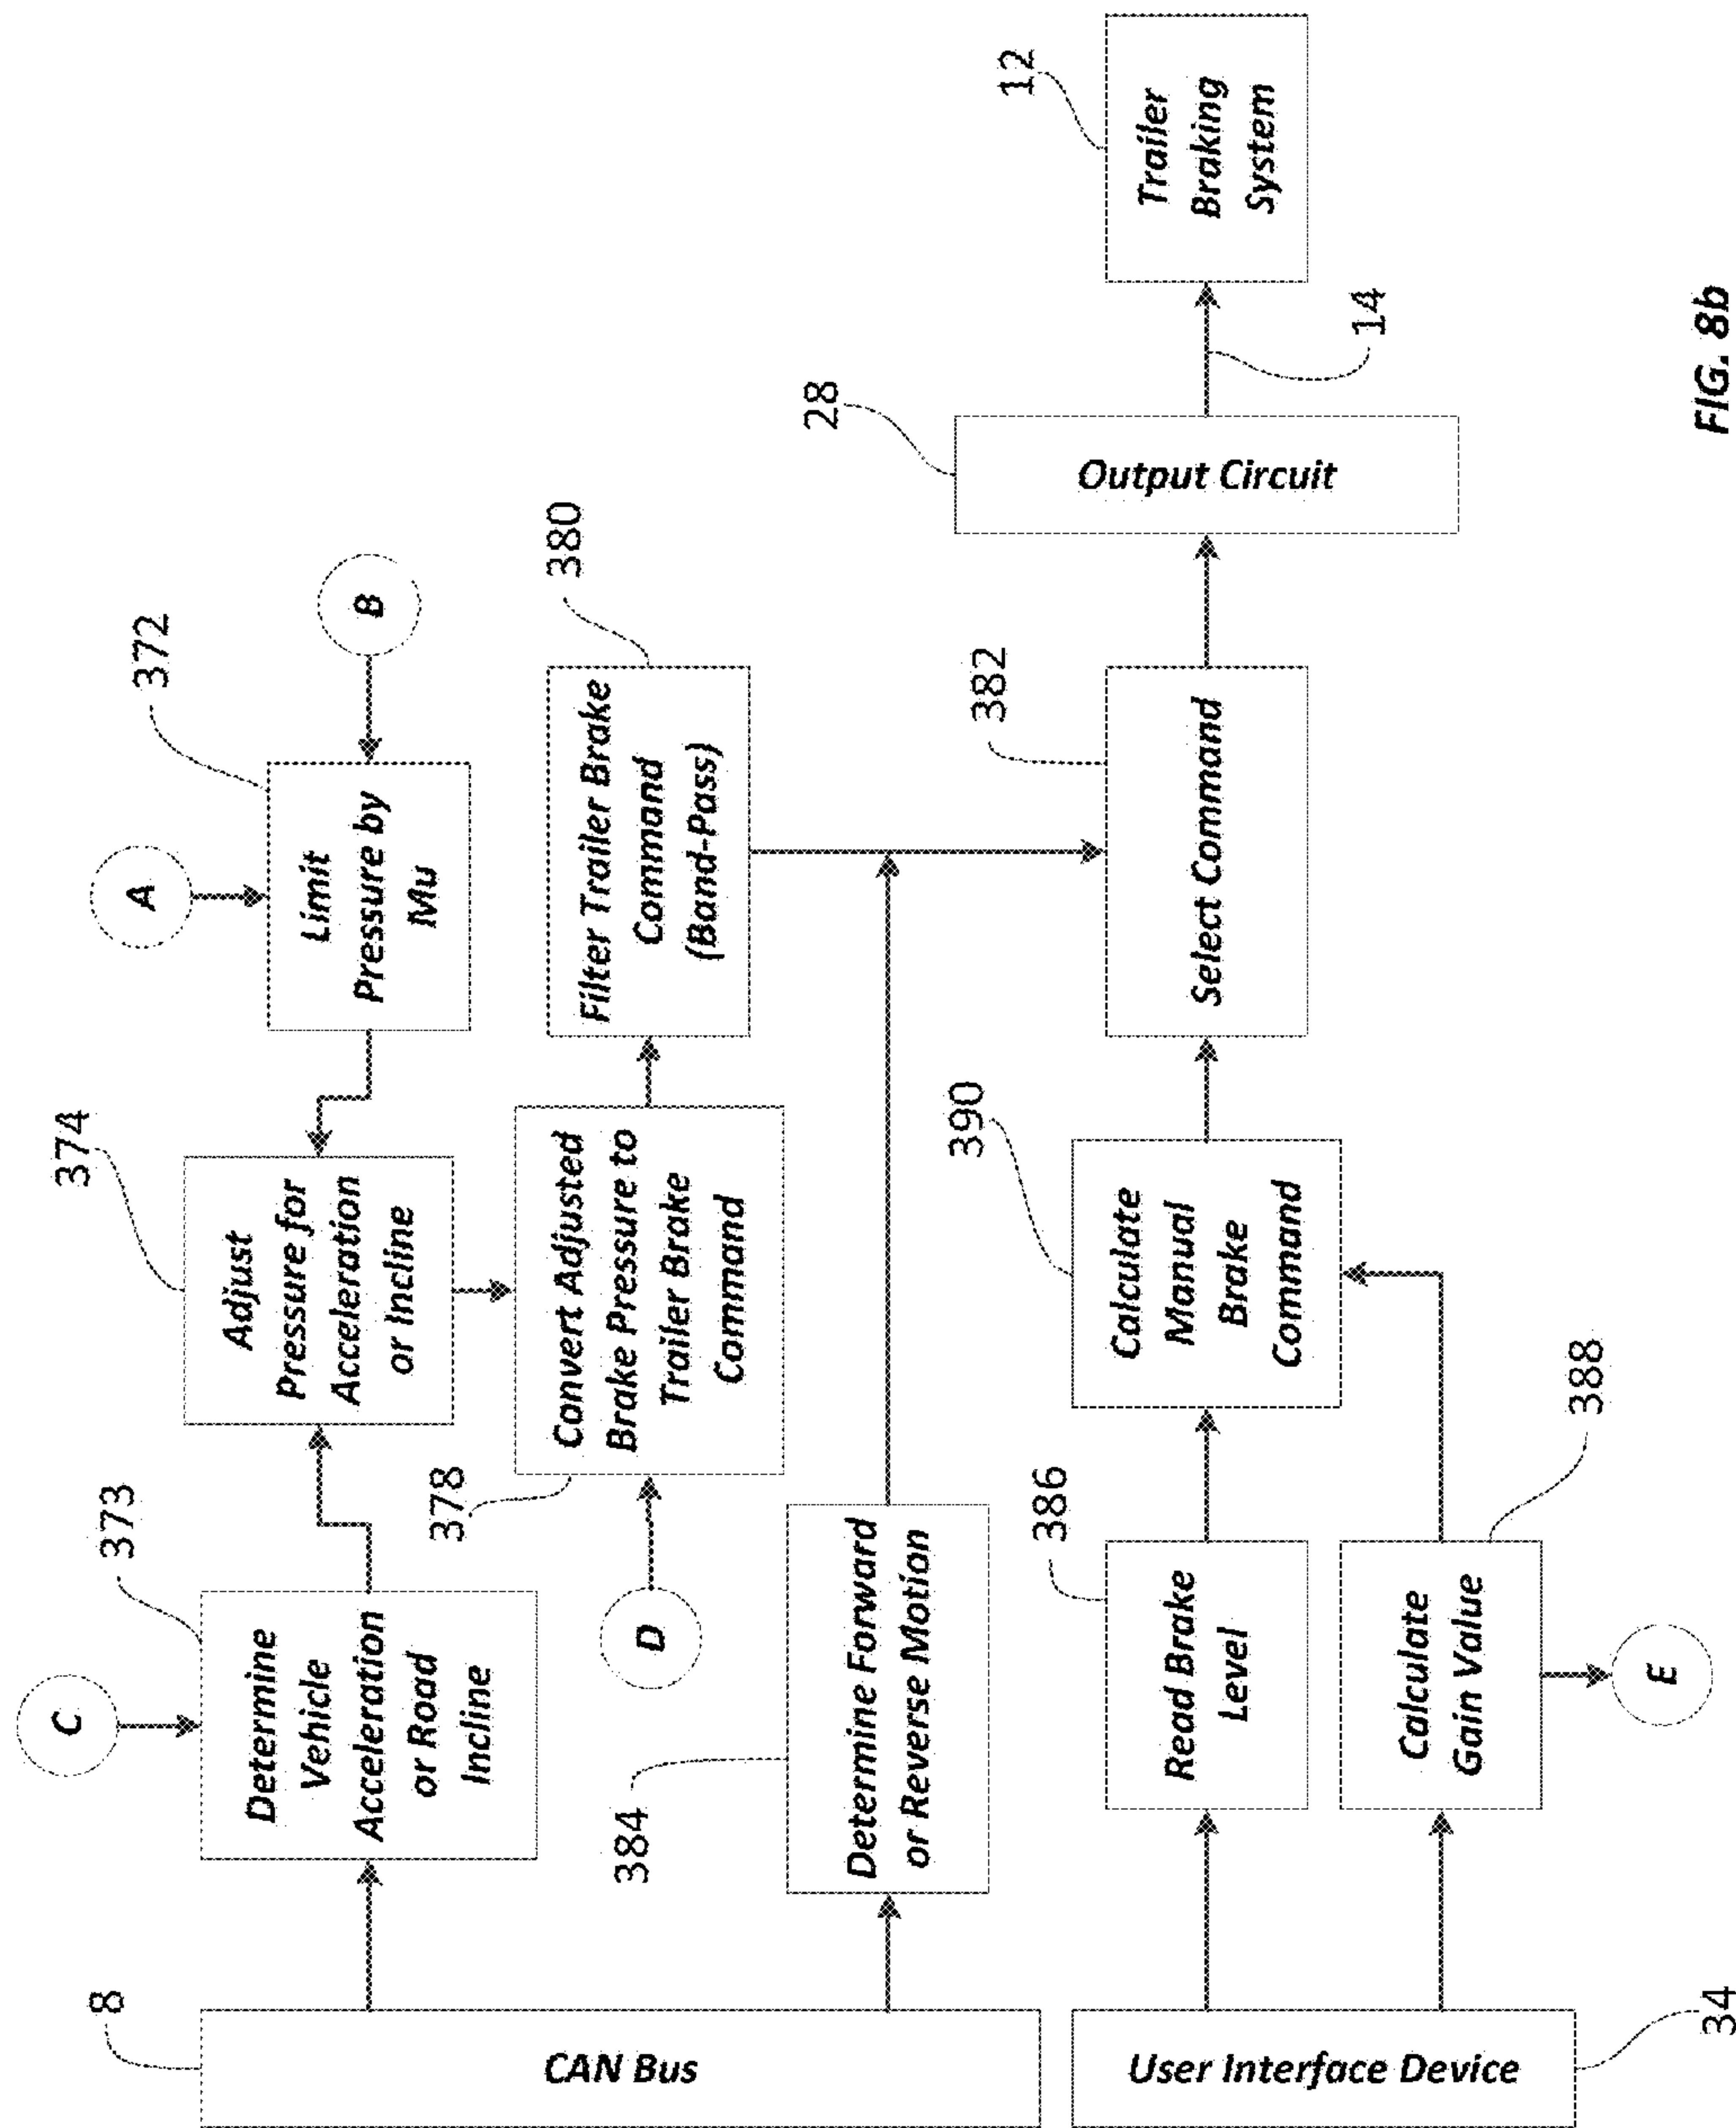 C
A
B
373
374
372
Determine
Vehicle
Acceleration
or Road
Incline
Adjust
Pressure for
Acceleration
or Incline
Limit
Pressure by
Mu
8
CAN Bus
D
378
Convert Adjusted
Brake Pressure to
Trailer Brake
Command
380
Filter Trailer Brake
Command
(Band-Pass)
384
Determine Forward
or Reverse Motion
386
Read Brake
Level
390
Calculate
Manual
Brake
Command
382
Select Command
28
Output Circuit
14
12
Trailer
Braking
System
34
User Interface Device
388
Calculate
Gain Value
E
FIG. 8b